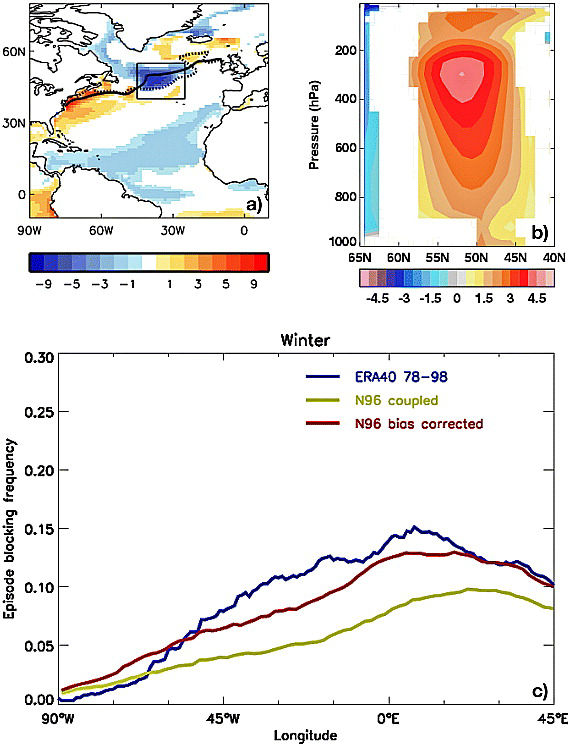 60N
30N
0
90W 60W 30W 0
a)
-9 -5 -3 -1 1 3 5 9
Pressure (hPa)
200
400
600
800
1000
65N 60N 55N 50N 45N 40N
b)
-4.5 -3 -1.5 0 1.5 3 4.5
Winter
Episode blocking frequency
0.30
0.25
0.20
0.15
0.10
0.05
0.00
ERA40 78-98
N96 coupled
N96 bias corrected
c)
90°W 45°W 0°E 45°E
Longitude